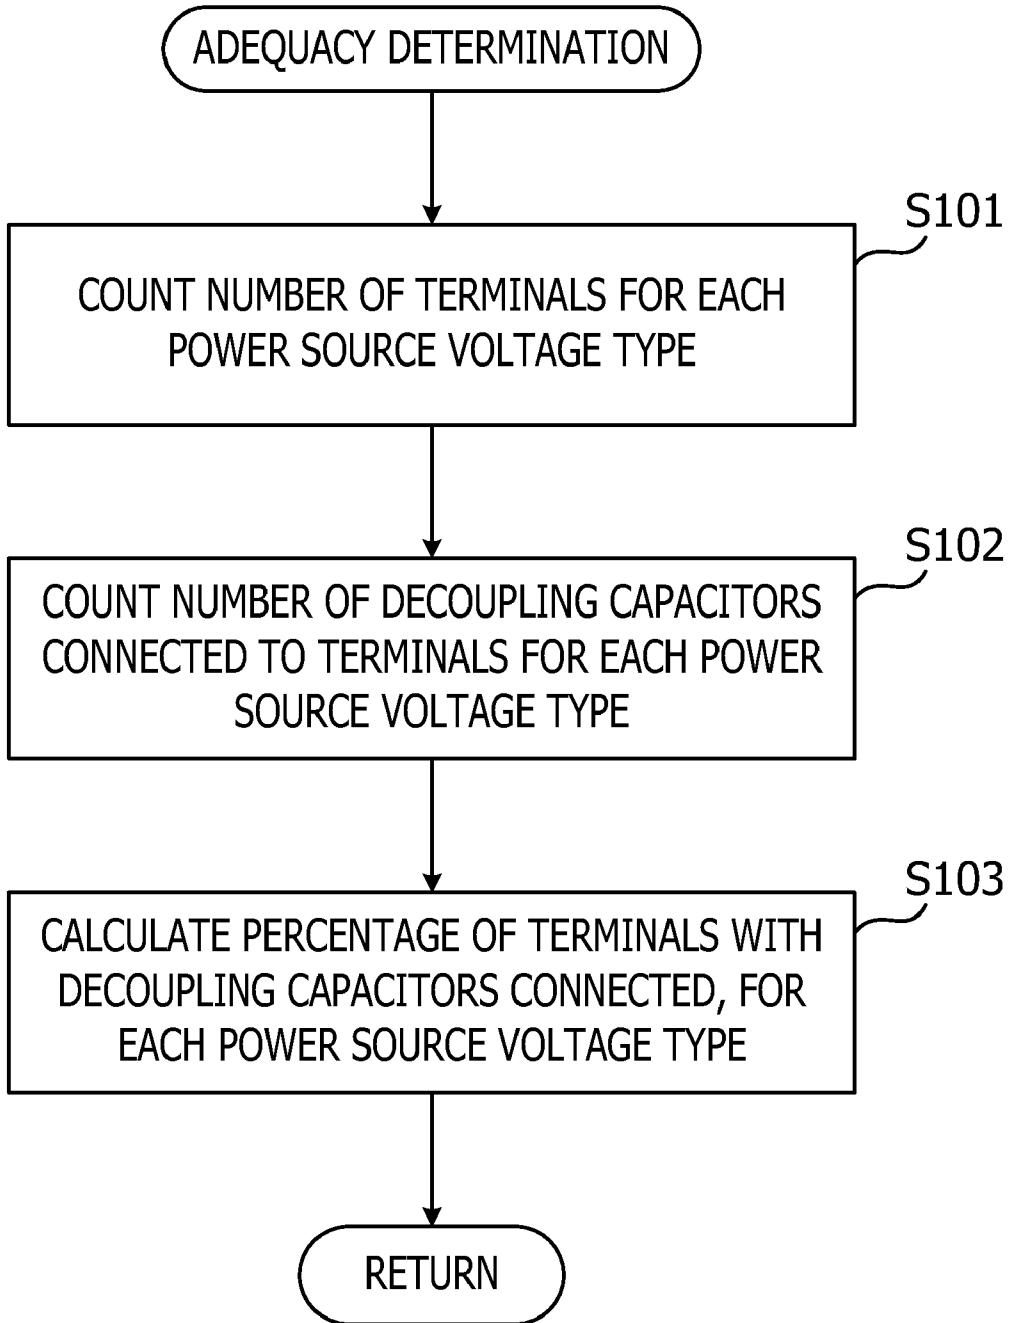 ADEQUACY DETERMINATION
S101
COUNT NUMBER OF TERMINALS FOR EACH
POWER SOURCE VOLTAGE TYPE
S102
COUNT NUMBER OF DECOUPLING CAPACITORS
CONNECTED TO TERMINALS FOR EACH POWER
SOURCE VOLTAGE TYPE
S103
CALCULATE PERCENTAGE OF TERMINALS WITH
DECOUPLING CAPACITORS CONNECTED, FOR
EACH POWER SOURCE VOLTAGE TYPE
RETURN